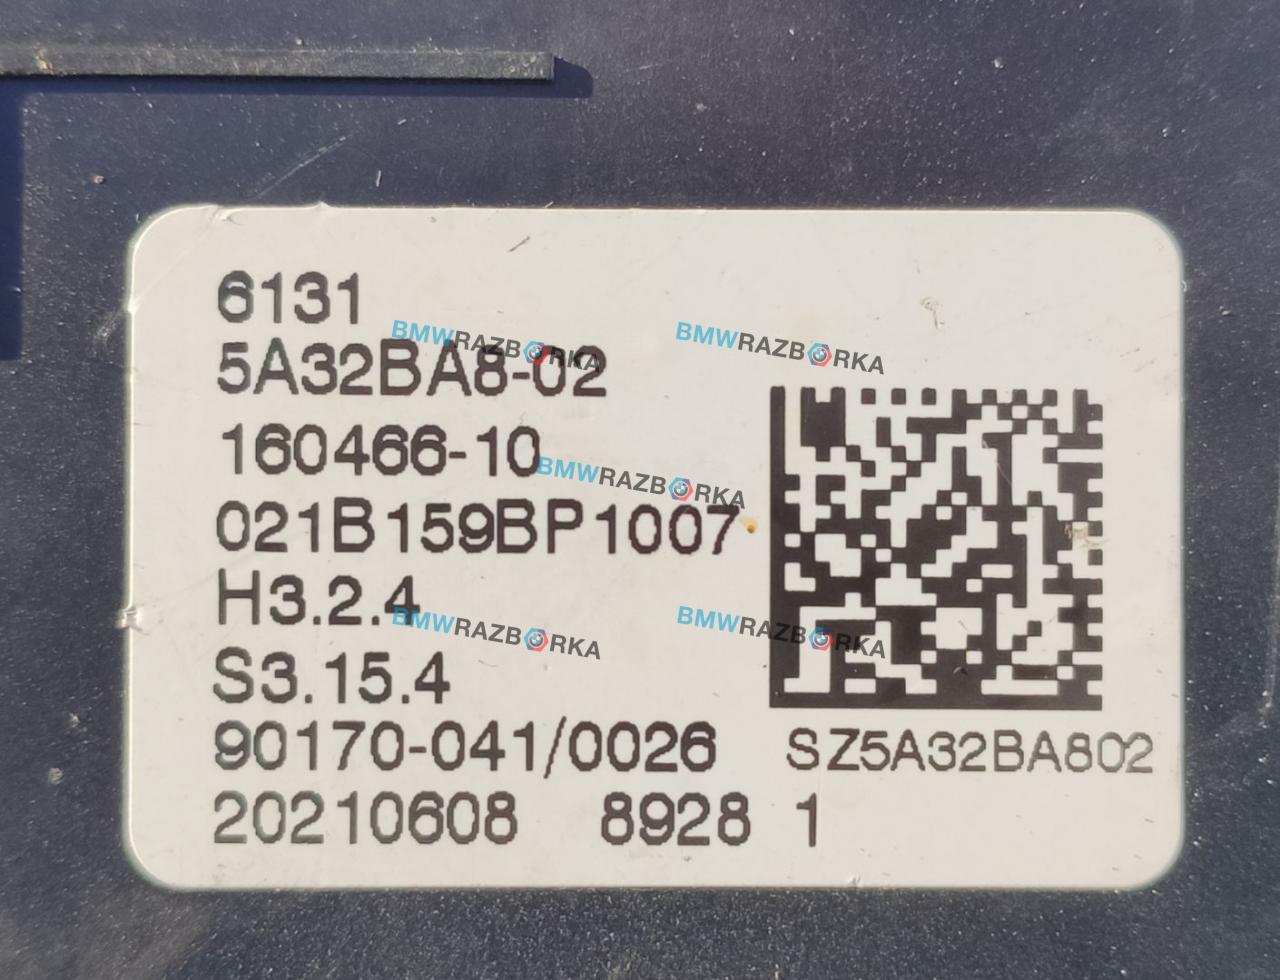 6131
5A32BA8-02
160466-10
021B159BP1007
H3.2.4
S3.15.4
90170-041/0026
SZ5A32BA802
20210608 8928 1
BMWRAZBORKA
BMWRAZBORKA
BMWRAZBORKA
BMWRAZBORKA
BMWRAZBORKA